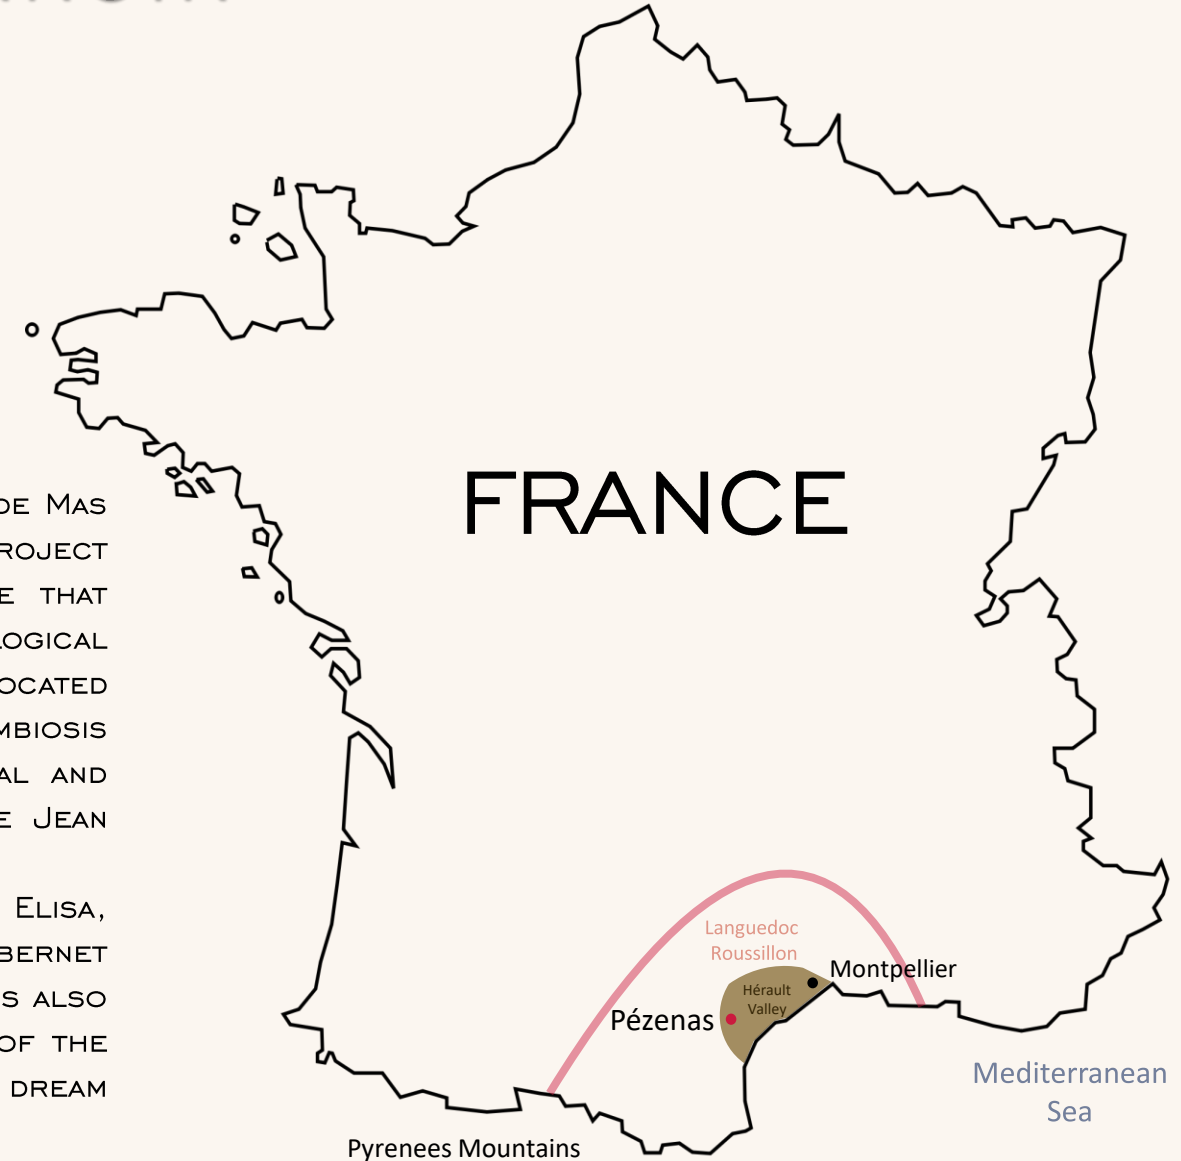 DE MAS
ROJECT
E THAT
LOGICAL
OCATED
MBIOSIS
AL AND
E JEAN
ELISA,
BERNET
S ALSO
OF THE
DREAM
FRANCE
Languedoc
Roussillon
Montpellier
Hérault
Valley
Pézenas
Mediterranean
Sea
Pyrenees Mountains